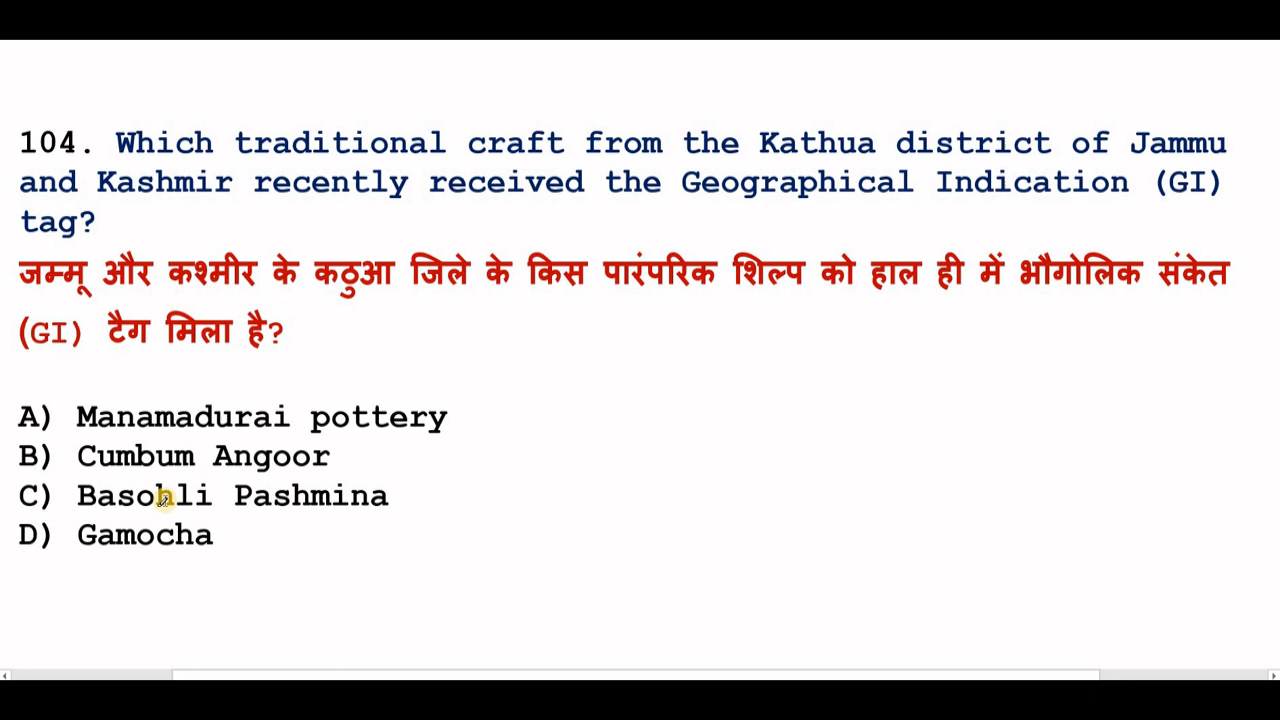 104. Which traditional craft from the Kathua district of Jammu
and Kashmir recently received the Geographical Indication (GI)
tag?
जम्मू और कश्मीर के कठुआ जिले के किस पारंपरिक शिल्प को हाल ही में भौगोलिक संकेत
(GI) टैग मिला है?
A) Manamadurai pottery
B) Cumbum Angoor
C) Basohli Pashmina
D) Gamocha